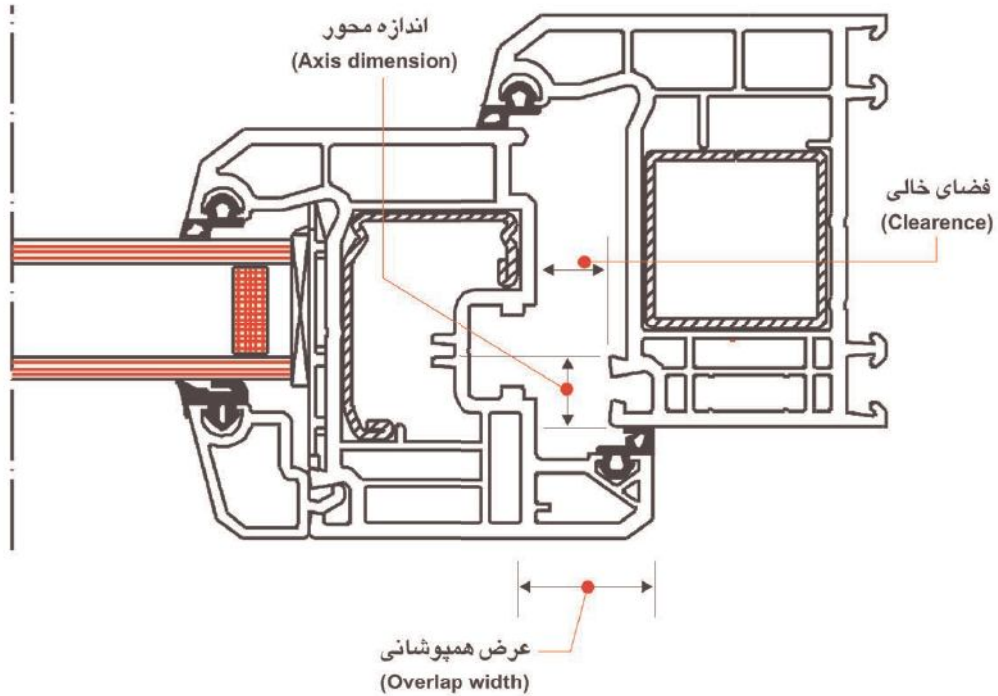 اندازه محور
(Axis dimension)
فضای خالی
(Clearence)
عرض همپوشانی
(Overlap width)